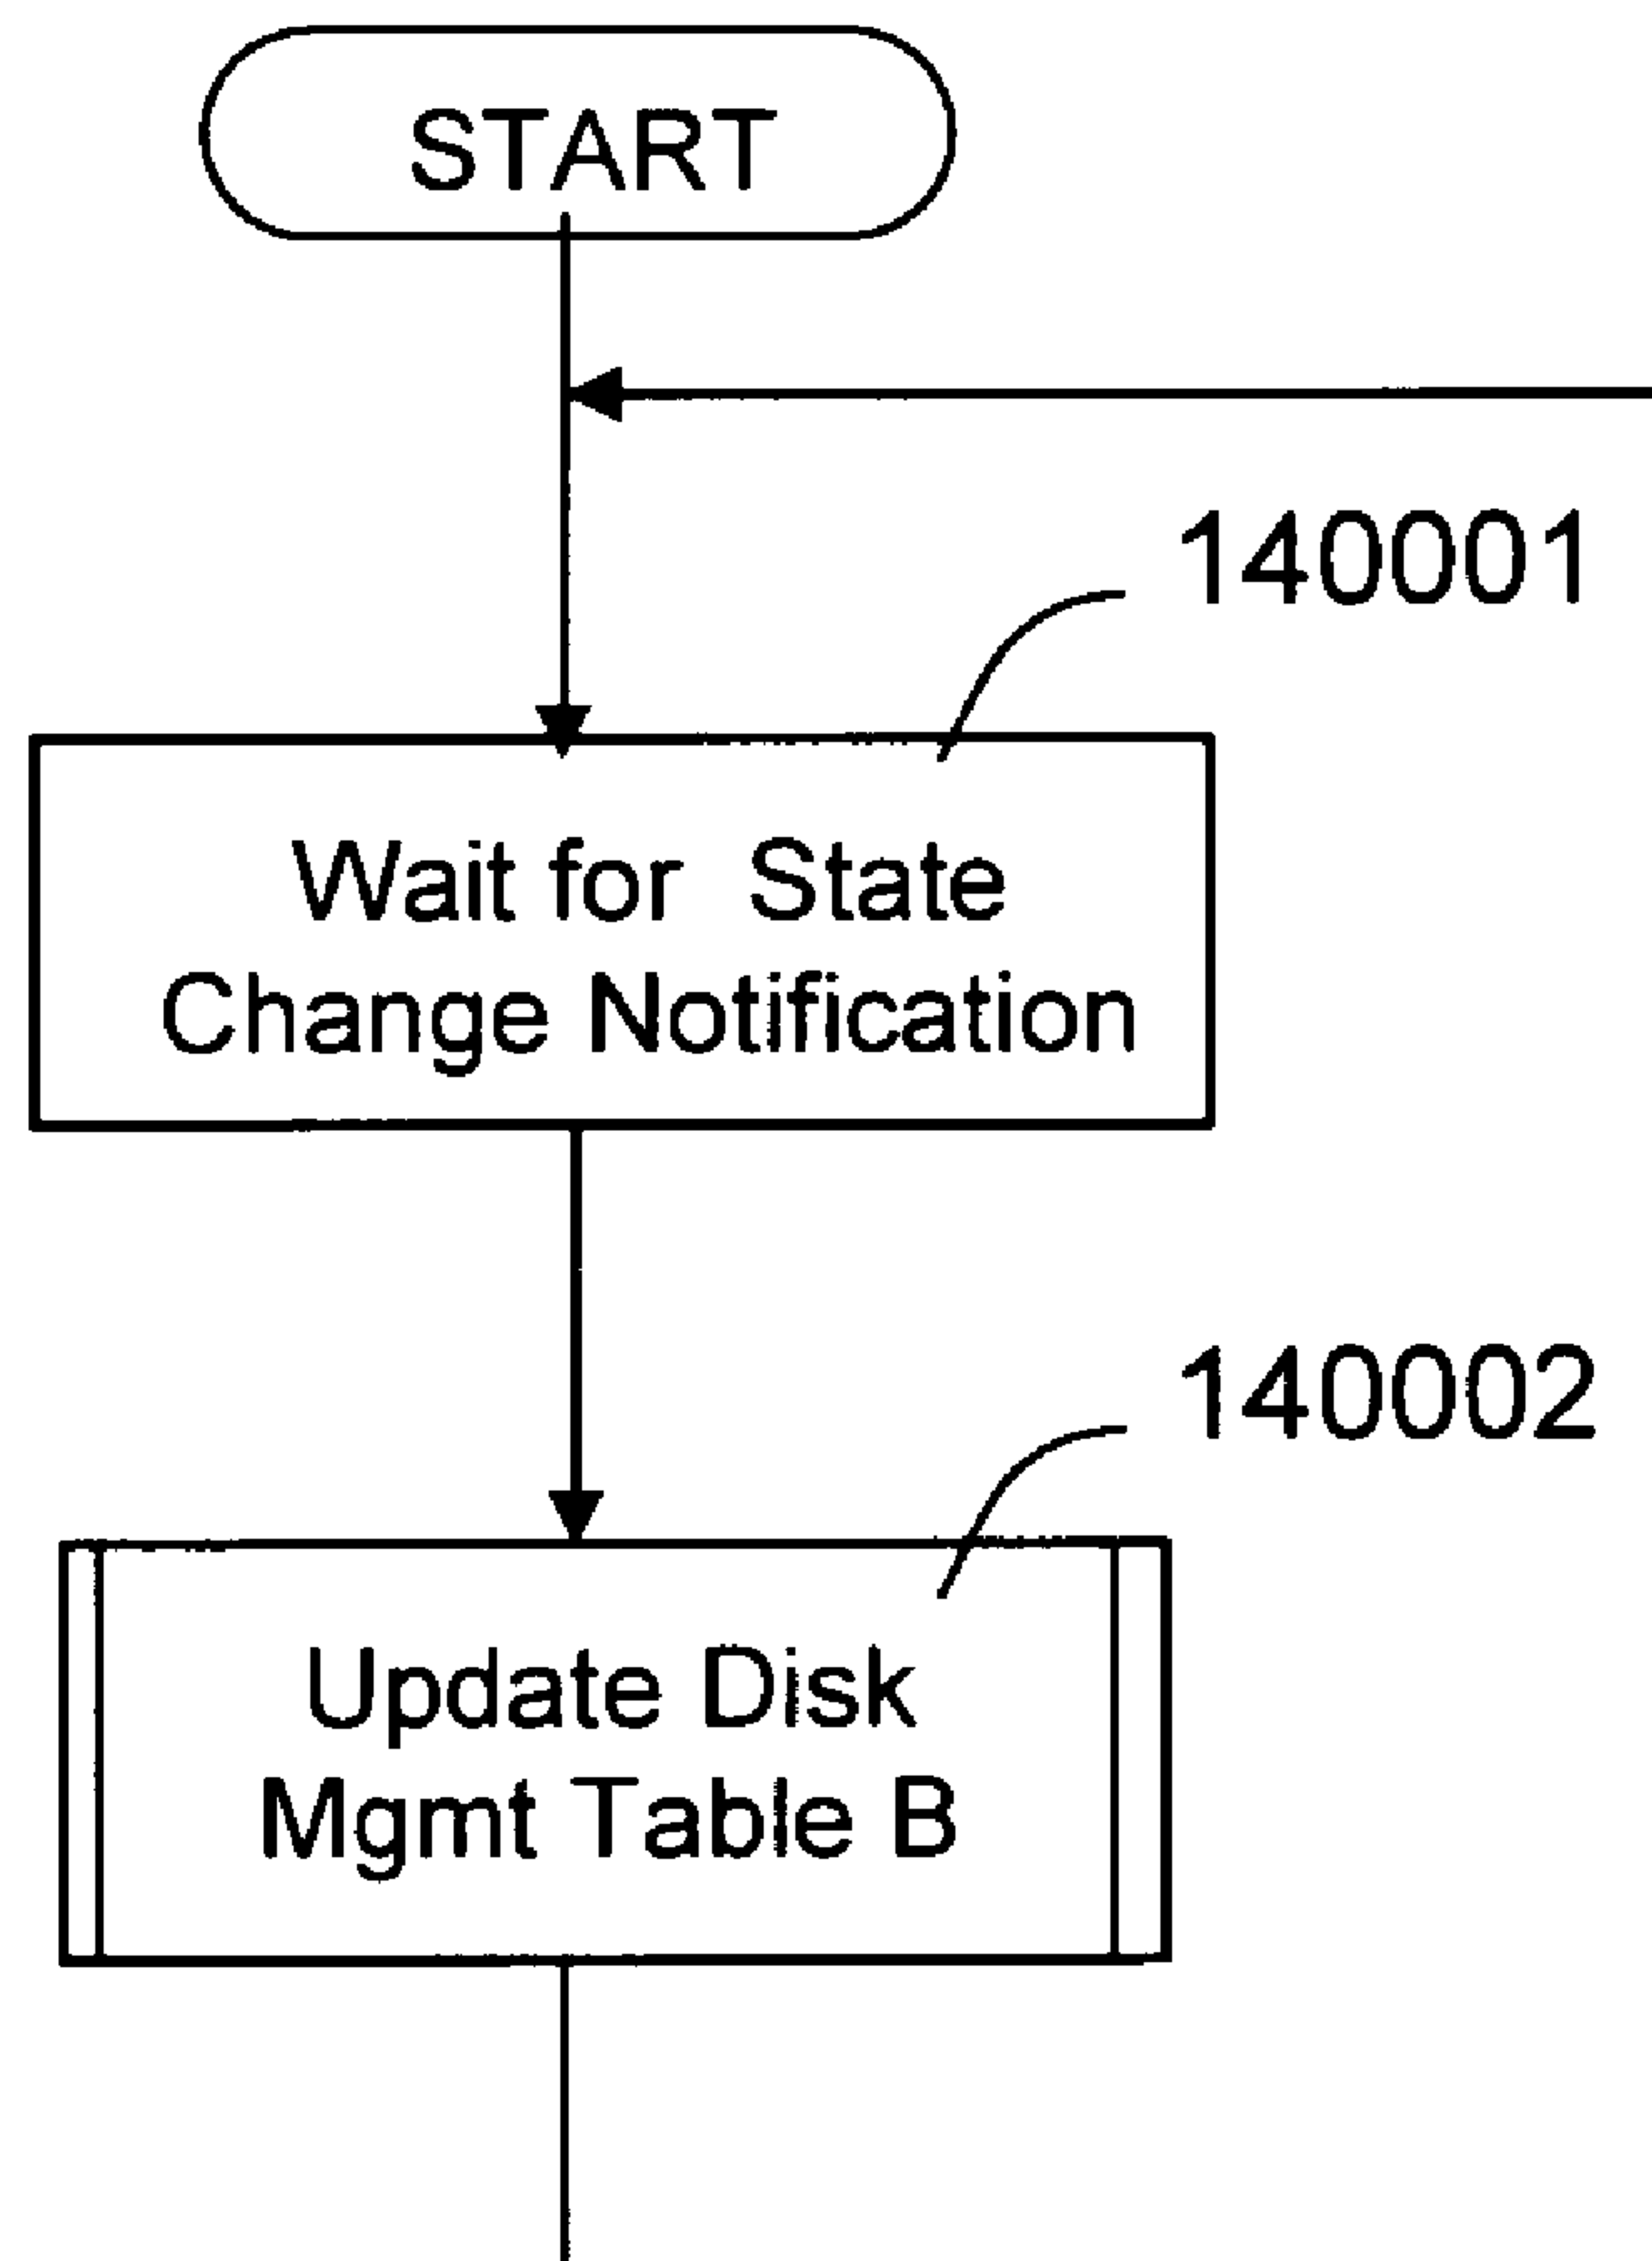 START
140001
Wait for State
Change Notification
140002
Update Disk
Mgmt Table B